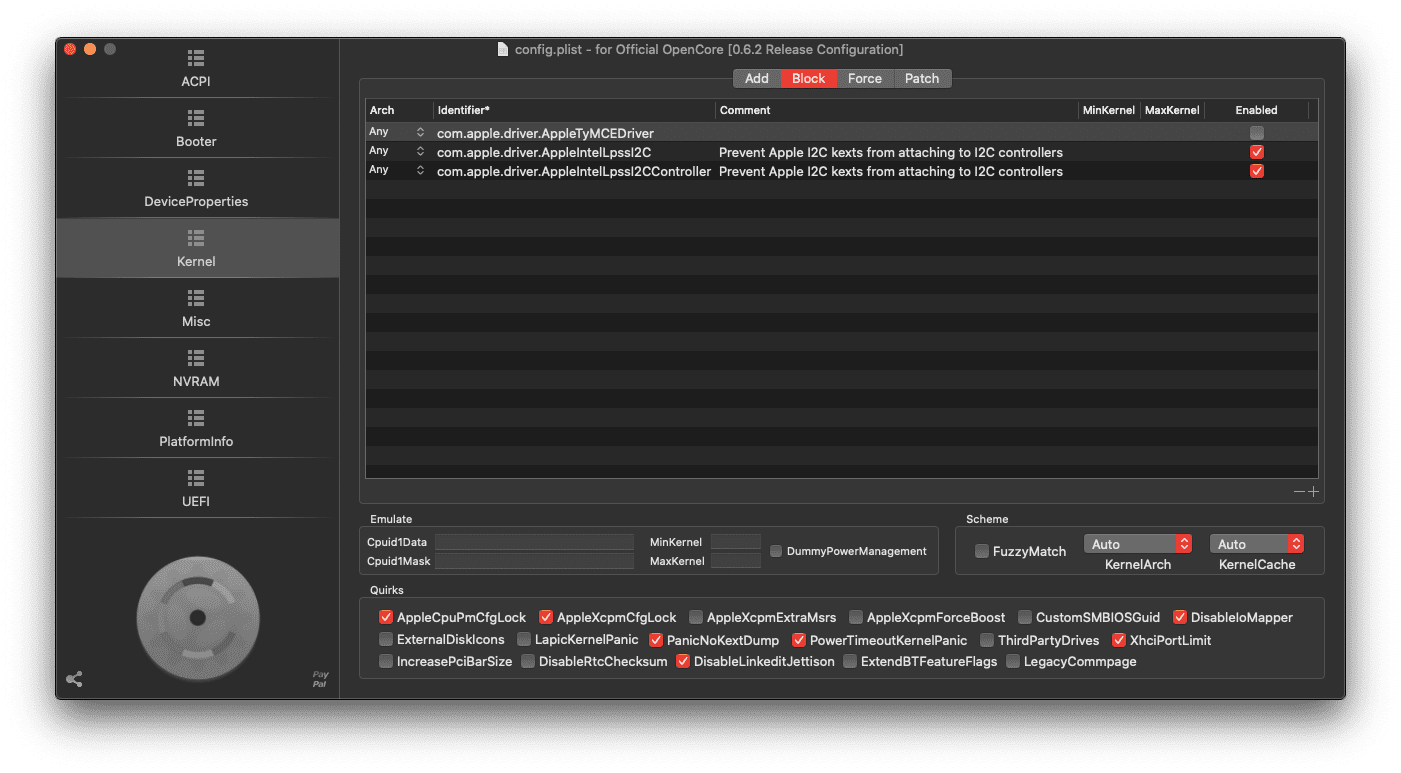 config.plist - for Official OpenCore [0.6.2 Release Configuration]
ACPI
Booter
DeviceProperties
Kernel
Misc
NVRAM
PlatformInfo
UEFI
Pay
Pal
Add Block Force Patch
Arch Identifier* Comment MinKernel MaxKernel Enabled
Any com.apple.driver.AppleTyMCEDriver
Any com.apple.driver.AppleIntelLpssI2C Prevent Apple I2C kexts from attaching to I2C controllers
Any com.apple.driver.AppleIntelLpssI2CController Prevent Apple I2C kexts from attaching to I2C controllers
Emulate
Cpuid1Data MinKernel
Cpuid1Mask MaxKernel
DummyPowerManagement
Scheme
FuzzyMatch Auto Auto
KernelArch KernelCache
Quirks
AppleCpuPmCfgLock AppleXcpmCfgLock AppleXcpmExtraMsrs AppleXcpmForceBoost CustomSMBIOSGuid DisableIoMapper
ExternalDiskIcons LapicKernelPanic PanicNoKextDump PowerTimeoutKernelPanic ThirdPartyDrives XhciPortLimit
IncreasePciBarSize DisableRtcChecksum DisableLinkeditJettison ExtendBTFeatureFlags LegacyCommpage